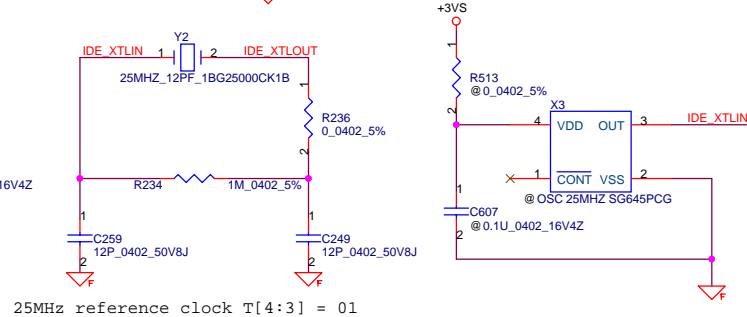 +3VS
Y2
IDE_XTLIN 1 2 IDE_XTLOUT
25MHZ_12PF_1BG25000CK1B
1
R236
0_0402_5%
2
R234 1M_0402_5%
16V4Z
1
C259
12P_0402_50V8J
2
F
1
C249
12P_0402_50V8J
2
F
1
R513
@ 0_0402_5%
2
X3
4 VDD OUT 3 IDE_XTLIN
1 CONT VSS 2
@ OSC 25MHZ SG645PCG
1
C607
@ 0.1U_0402_16V4Z
2
F
25MHz reference clock T[4:3] = 01